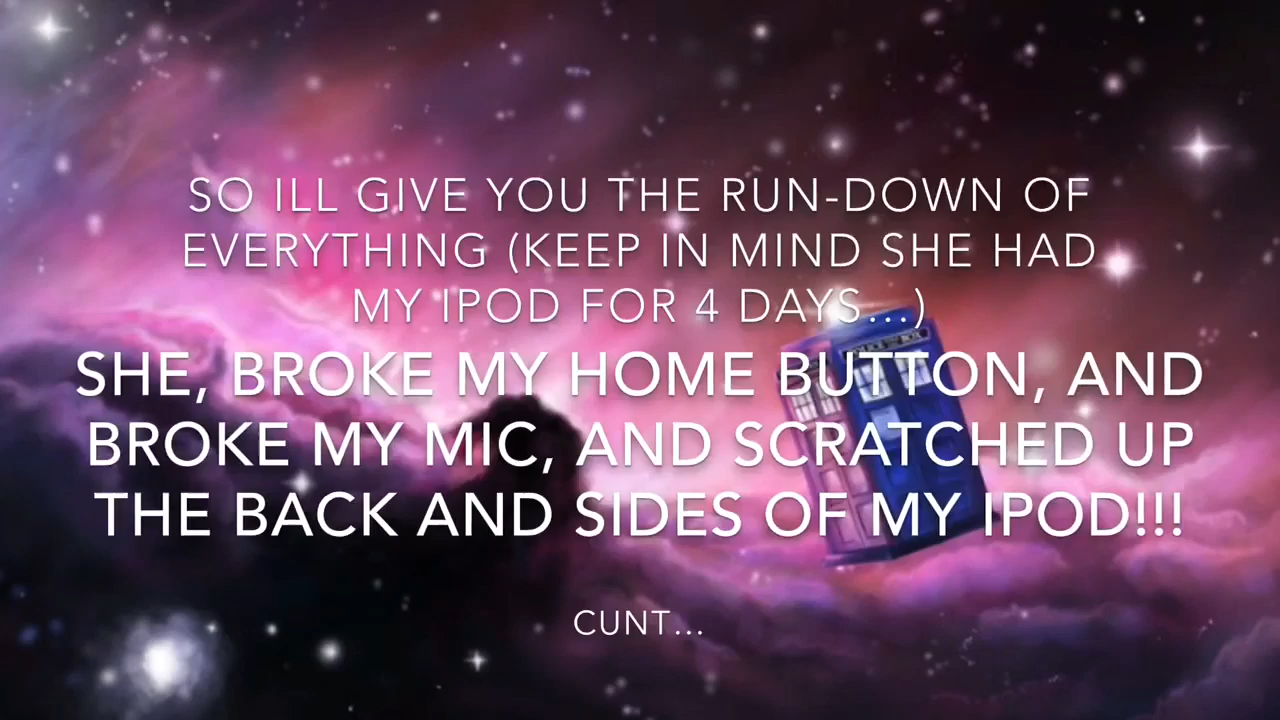 SO ILL GIVE YOU THE RUN-DOWN OF
EVERYTHING (KEEP IN MIND SHE HAD
MY IPOD FOR 4 DAYS...)
SHE, BROKE MY HOME BUTTON, AND
BROKE MY MIC, AND SCRATCHED UP
THE BACK AND SIDES OF MY IPOD!!!
CUNT...